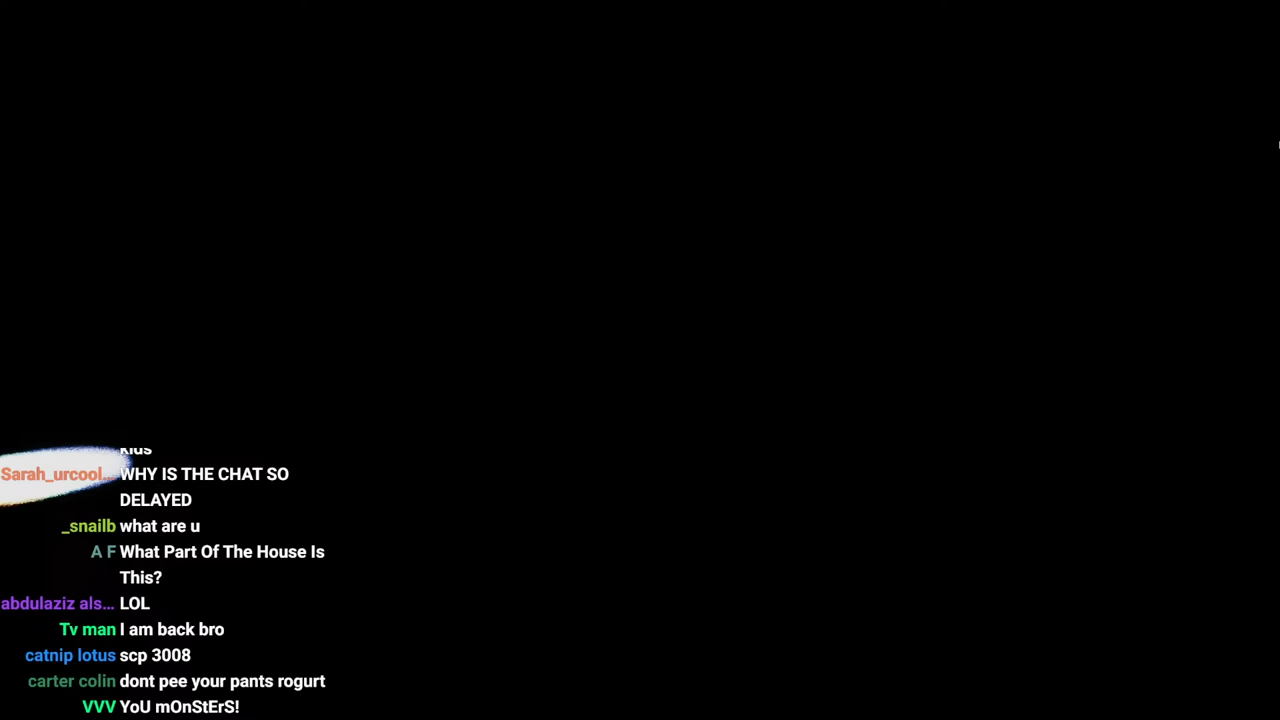 kids
Sarah_urcool... WHY IS THE CHAT SO
DELAYED
_snailb what are u
A F What Part Of The House Is
This?
abdulaziz als... LOL
Tv man I am back bro
catnip lotus scp 3008
carter colin dont pee your pants rogurt
VVV YoU mOnStErS!